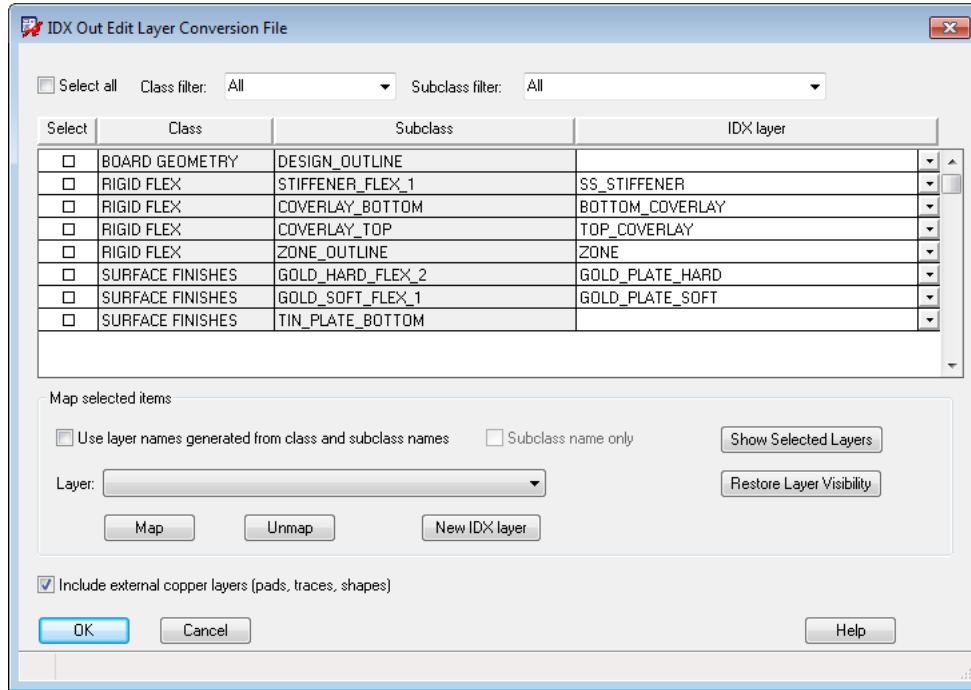 IDX Out Edit Layer Conversion File
Select all Class filter: All Subclass filter: All
Select Class Subclass IDX layer
BOARD GEOMETRY DESIGN_OUTLINE
RIGID FLEX STIFFENER_FLEX_1 SS_STIFFENER
RIGID FLEX COVERLAY_BOTTOM BOTTOM_COVERLAY
RIGID FLEX COVERLAY_TOP TOP_COVERLAY
RIGID FLEX ZONE_OUTLINE ZONE
SURFACE FINISHES GOLD_HARD_FLEX_2 GOLD_PLATE_HARD
SURFACE FINISHES GOLD_SOFT_FLEX_1 GOLD_PLATE_SOFT
SURFACE FINISHES TIN_PLATE_BOTTOM
Map selected items
Use layer names generated from class and subclass names Subclass name only Show Selected Layers
Layer: Restore Layer Visibility
Map Unmap New IDX layer
Include external copper layers (pads, traces, shapes)
OK Cancel Help